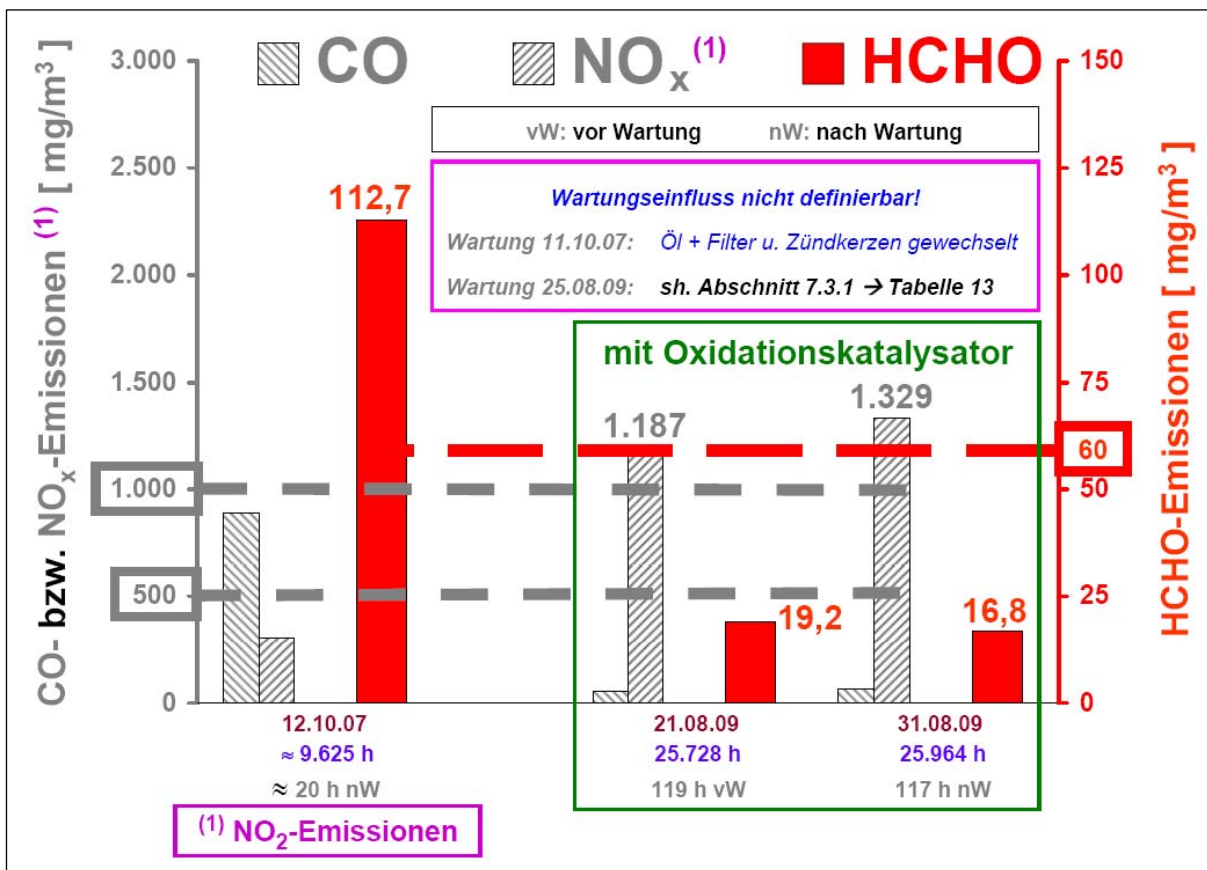 CO NOx(1) HCHO
vW: vor Wartung nW: nach Wartung
Wartungseinfluss nicht definierbar!
Wartung 11.10.07: Öl + Filter u. Zündkerzen gewechselt
Wartung 25.08.09: sh. Abschnitt 7.3.1 → Tabelle 13
mit Oxidationskatalysator
CO- bzw. NOx-Emissionen (1) [ mg/m³ ]
3.000
2.500
2.000
1.500
1.000
500
0
112,7
1.187
19,2
1.329
16,8
HCHO-Emissionen [ mg/m³ ]
150
125
100
75
60
50
25
0
12.10.07
≈ 9.625 h
≈ 20 h nW
21.08.09
25.728 h
119 h vW
31.08.09
25.964 h
117 h nW
(1) NO₂-Emissionen